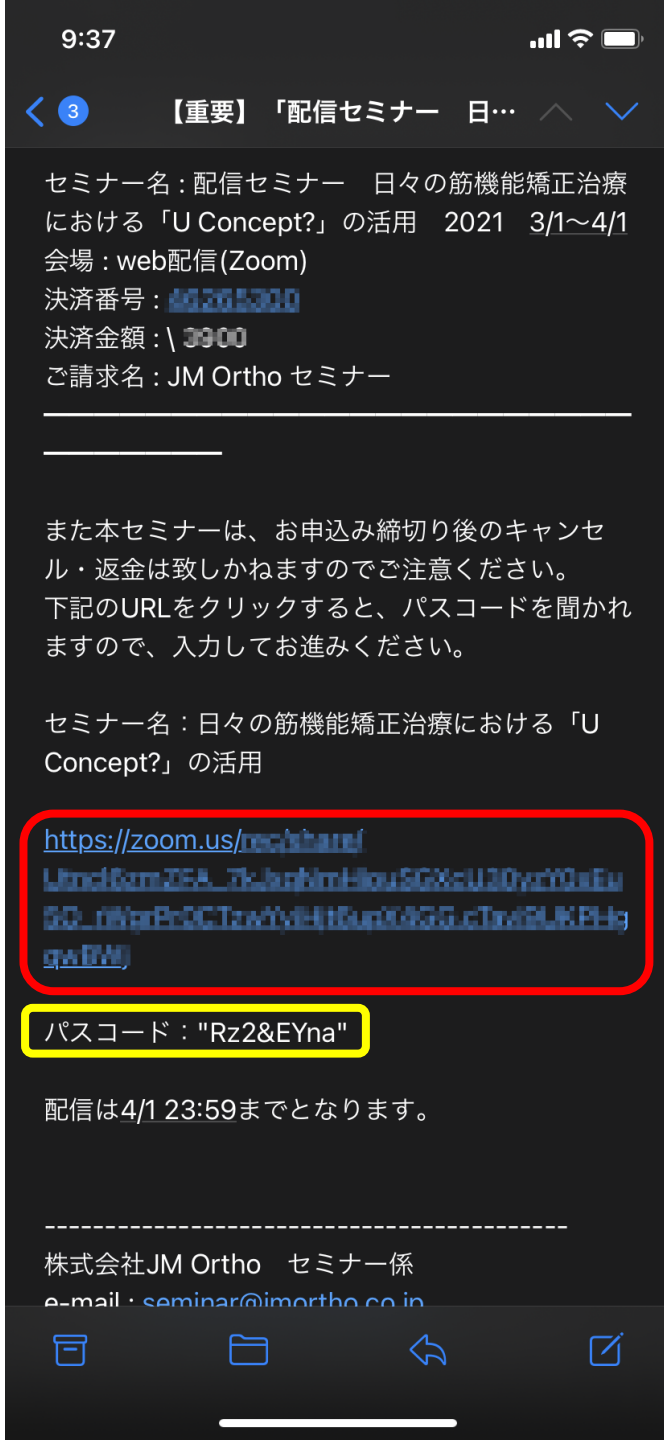 9:37
3
【重要】「配信セミナー　日…
セミナー名 : 配信セミナー　日々の筋機能矯正治療
における「U Concept?」の活用　2021　3/1〜4/1
会場 : web配信(Zoom)
決済番号 :
決済金額 : \ 3900
ご請求名 : JM Ortho セミナー
また本セミナーは、お申込み締切り後のキャンセ
ル・返金は致しかねますのでご注意ください。
下記のURLをクリックすると、パスコードを聞かれ
ますので、入力してお進みください。
セミナー名：日々の筋機能矯正治療における「U
Concept?」の活用
https://zoom.us/
パスコード："Rz2&EYna"
配信は4/1 23:59までとなります。
-------------------------------------------
株式会社JM Ortho　セミナー係
e-mail : seminar@jmortho.co.jp